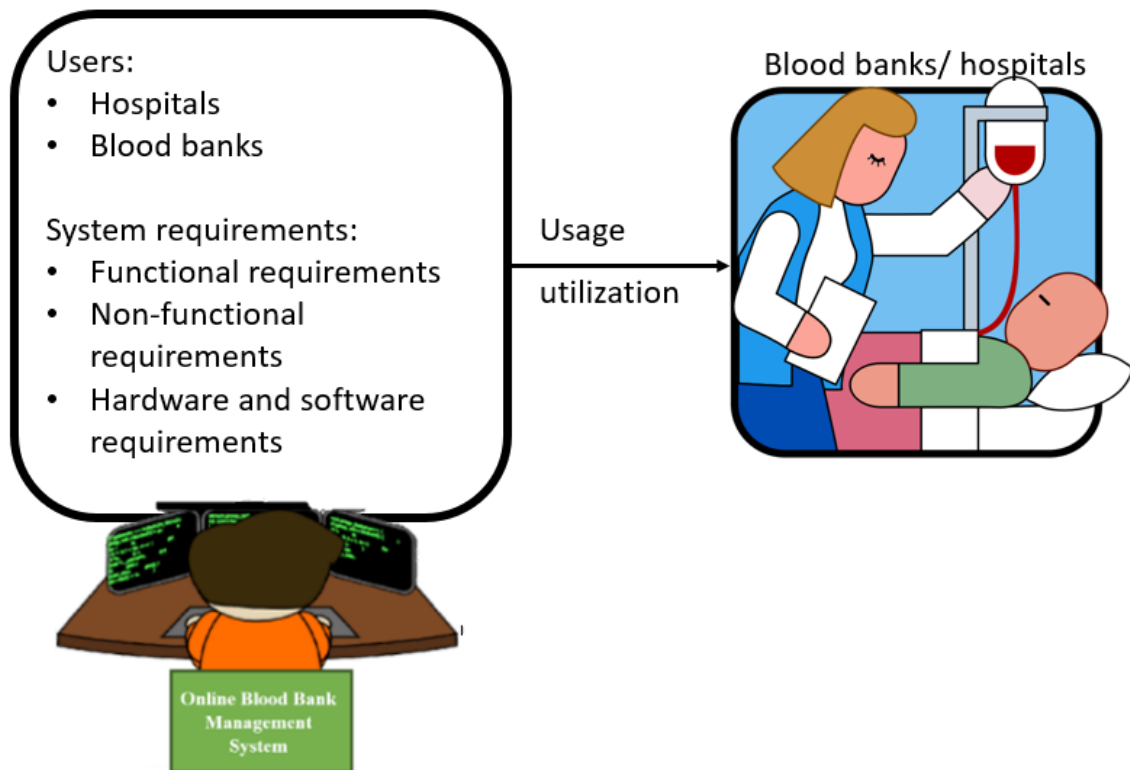 Users:
• Hospitals
• Blood banks
System requirements:
• Functional requirements
• Non-functional
requirements
• Hardware and software
requirements
Usage
utilization
Blood banks/ hospitals
Online Blood Bank
Management
System